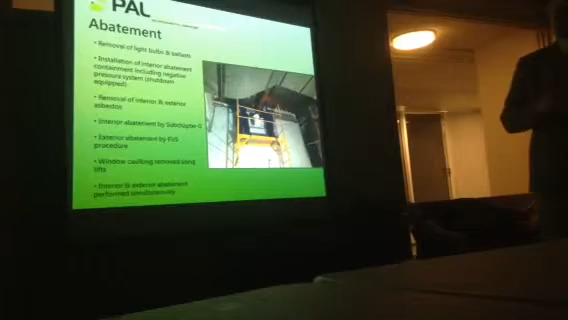 PAL
Abatement
• Removal of light bulbs & ballasts
• Installation of interior abatement
containment including negative
pressure system (shutdown
equipped)
• Removal of interior & exterior
asbestos
• Interior abatement by Subchapter G
• Exterior abatement by
procedure
• Window caulking removed using
lifts
• Interior & exterior abatement
performed simultaneously